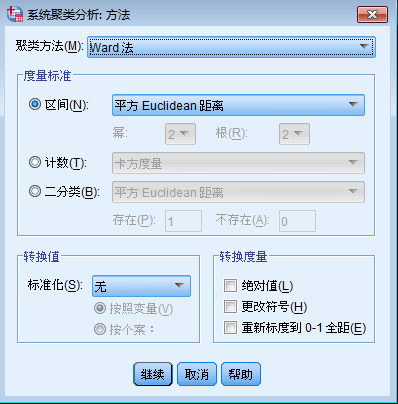 系统聚类分析: 方法
聚类方法(M): Ward 法
度量标准
区间(N): 平方 Euclidean 距离
幂: 2 根(R): 2
计数(T): 卡方度量
二分类(B): 平方 Euclidean 距离
存在(P): 1 不存在(A): 0
转换值 转换度量
标准化(S): 无 绝对值(L)
按照变量(V) 更改符号(H)
按个案： 重新标度到 0-1 全距(E)
继续 取消 帮助